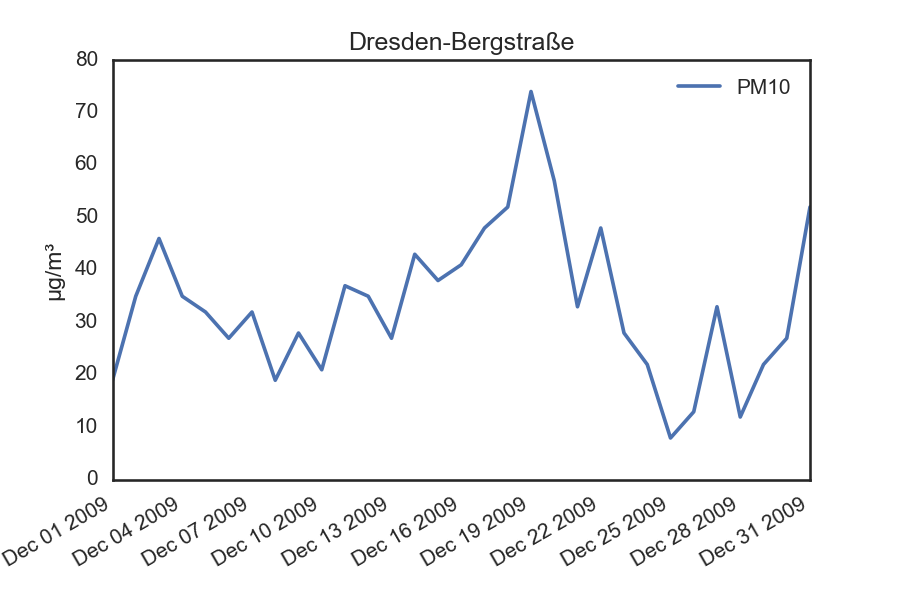 Dresden-Bergstraße
80
70
60
50
40
30
20
10
0
µg/m³
PM10
Dec 01 2009
Dec 04 2009
Dec 07 2009
Dec 10 2009
Dec 13 2009
Dec 16 2009
Dec 19 2009
Dec 22 2009
Dec 25 2009
Dec 28 2009
Dec 31 2009